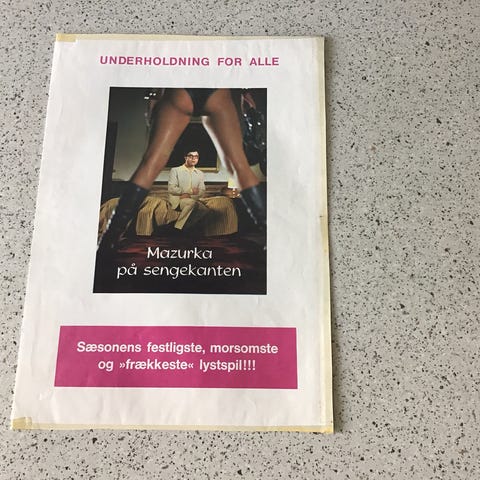 UNDERHOLDNING FOR ALLE
Mazurka
på sengekanten
Sæsonens festligste, morsomste
og »frækkeste« lystspil!!!